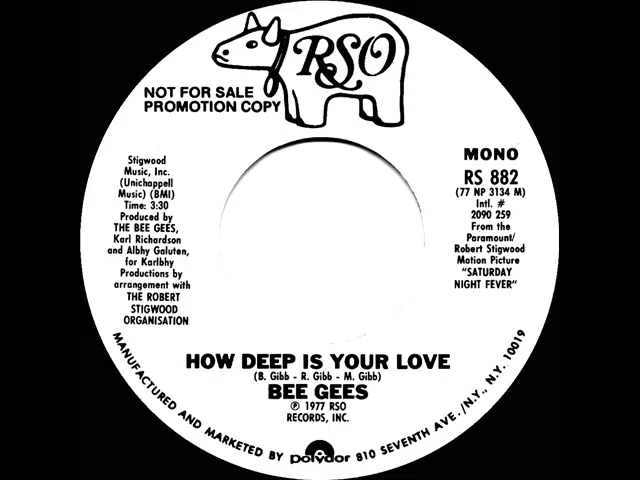 RSO
NOT FOR SALE
PROMOTION COPY
Stigwood
Music, Inc.
(Unichappell
Music) (BMI)
Time: 3:30
Produced by
THE BEE GEES,
Karl Richardson
and Albhy Galuten,
for Karlbhy
Productions by
arrangement with
THE ROBERT
STIGWOOD
ORGANISATION
MONO
RS 882
(77 NP 3134 M)
Intl. #
2090 259
From the
Paramount/
Robert Stigwood
Motion Picture
"SATURDAY
NIGHT FEVER"
HOW DEEP IS YOUR LOVE
(B. Gibb - R. Gibb - M. Gibb)
BEE GEES
℗ 1977 RSO
RECORDS, INC.
MANUFACTURED AND MARKETED BY polydor 810 SEVENTH AVE./N.Y., N.Y. 10019